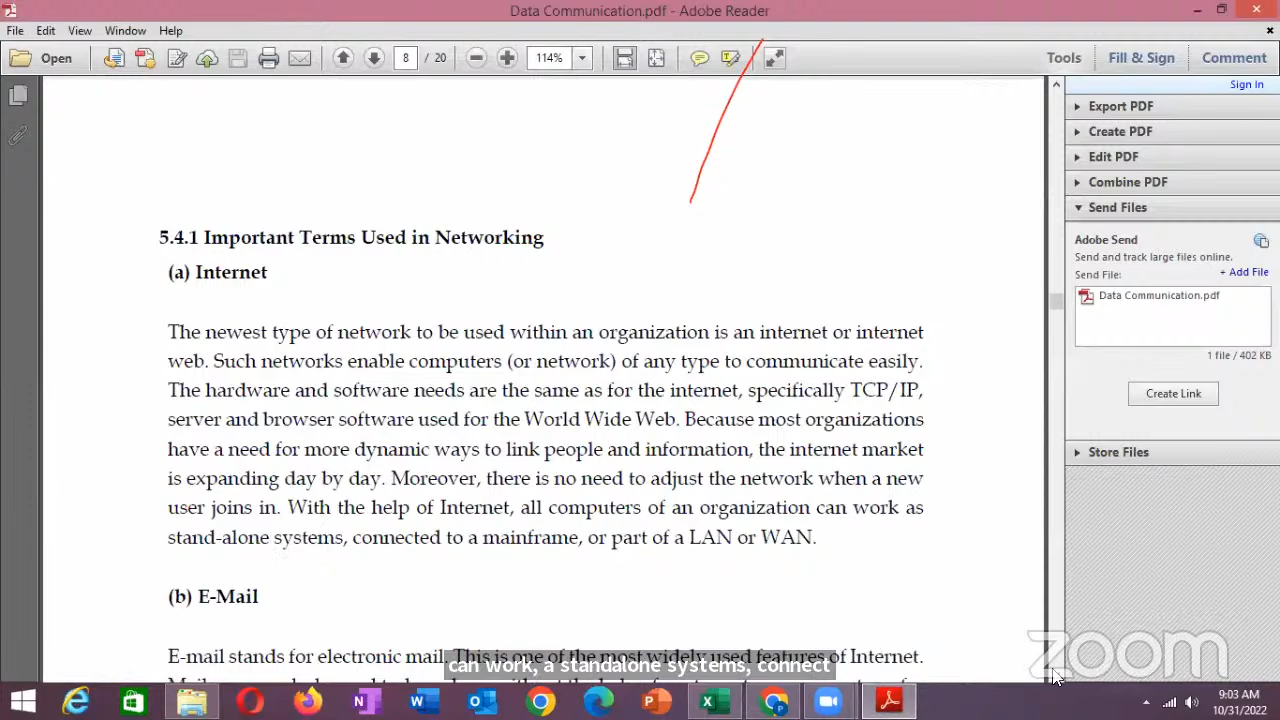 Data Communication.pdf - Adobe Reader
File Edit View Window Help
Open 8 / 20 114% Tools Fill & Sign Comment
Sign In
Export PDF
Create PDF
Edit PDF
Combine PDF
Send Files
Adobe Send
Send and track large files online.
Send File:
+ Add File
Data Communication.pdf
1 file / 402 KB
Create Link
Store Files
5.4.1 Important Terms Used in Networking
(a) Internet
The newest type of network to be used within an organization is an internet or internet
web. Such networks enable computers (or network) of any type to communicate easily.
The hardware and software needs are the same as for the internet, specifically TCP/IP,
server and browser software used for the World Wide Web. Because most organizations
have a need for more dynamic ways to link people and information, the internet market
is expanding day by day. Moreover, there is no need to adjust the network when a new
user joins in. With the help of Internet, all computers of an organization can work as
stand-alone systems, connected to a mainframe, or part of a LAN or WAN.
(b) E-Mail
E-mail stands for electronic mail. This is one of the most widely used features of Internet.
can work, a standalone systems, connect
zoom
9:03 AM
10/31/2022